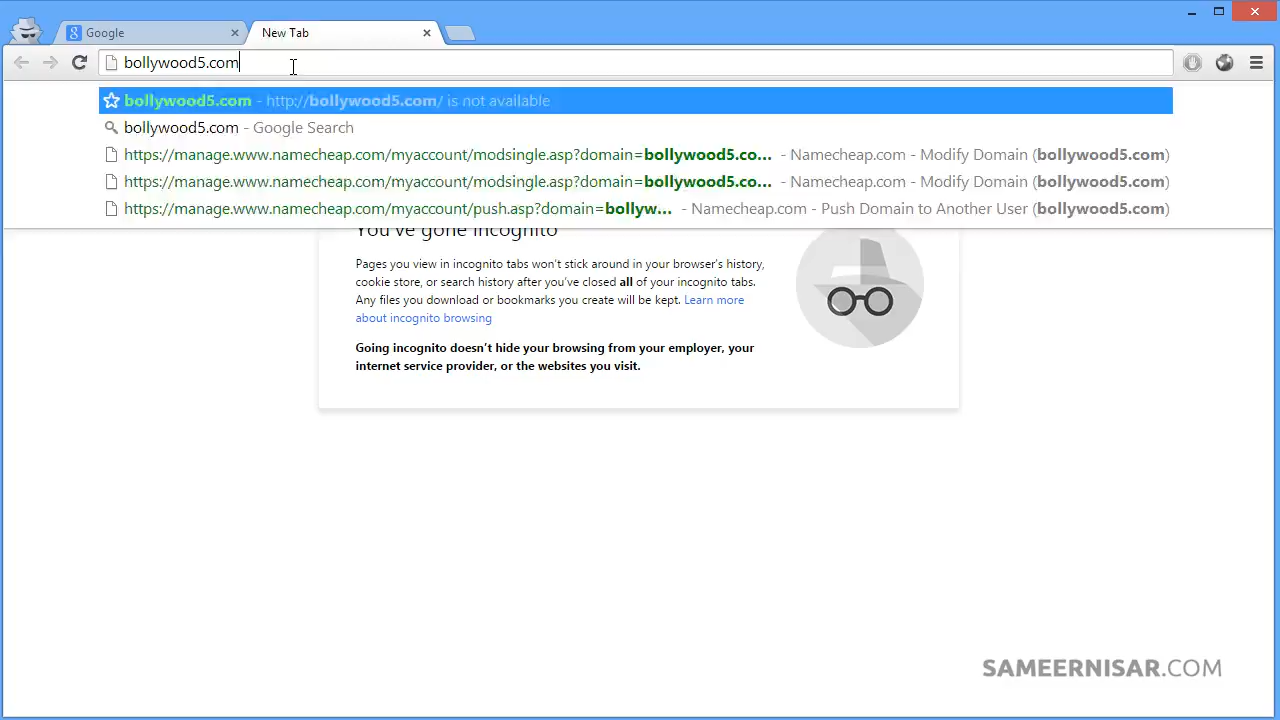 Google
New Tab
bollywood5.com
bollywood5.com - http://bollywood5.com/ is not available
bollywood5.com - Google Search
https://manage.www.namecheap.com/myaccount/modsingle.asp?domain=bollywood5.co... - Namecheap.com - Modify Domain (bollywood5.com)
https://manage.www.namecheap.com/myaccount/modsingle.asp?domain=bollywood5.co... - Namecheap.com - Modify Domain (bollywood5.com)
https://manage.www.namecheap.com/myaccount/push.asp?domain=bollyw... - Namecheap.com - Push Domain to Another User (bollywood5.com)
You've gone incognito
Pages you view in incognito tabs won't stick around in your browser's history,
cookie store, or search history after you've closed all of your incognito tabs.
Any files you download or bookmarks you create will be kept. Learn more
about incognito browsing
Going incognito doesn't hide your browsing from your employer, your
internet service provider, or the websites you visit.
SAMEERNISAR.COM